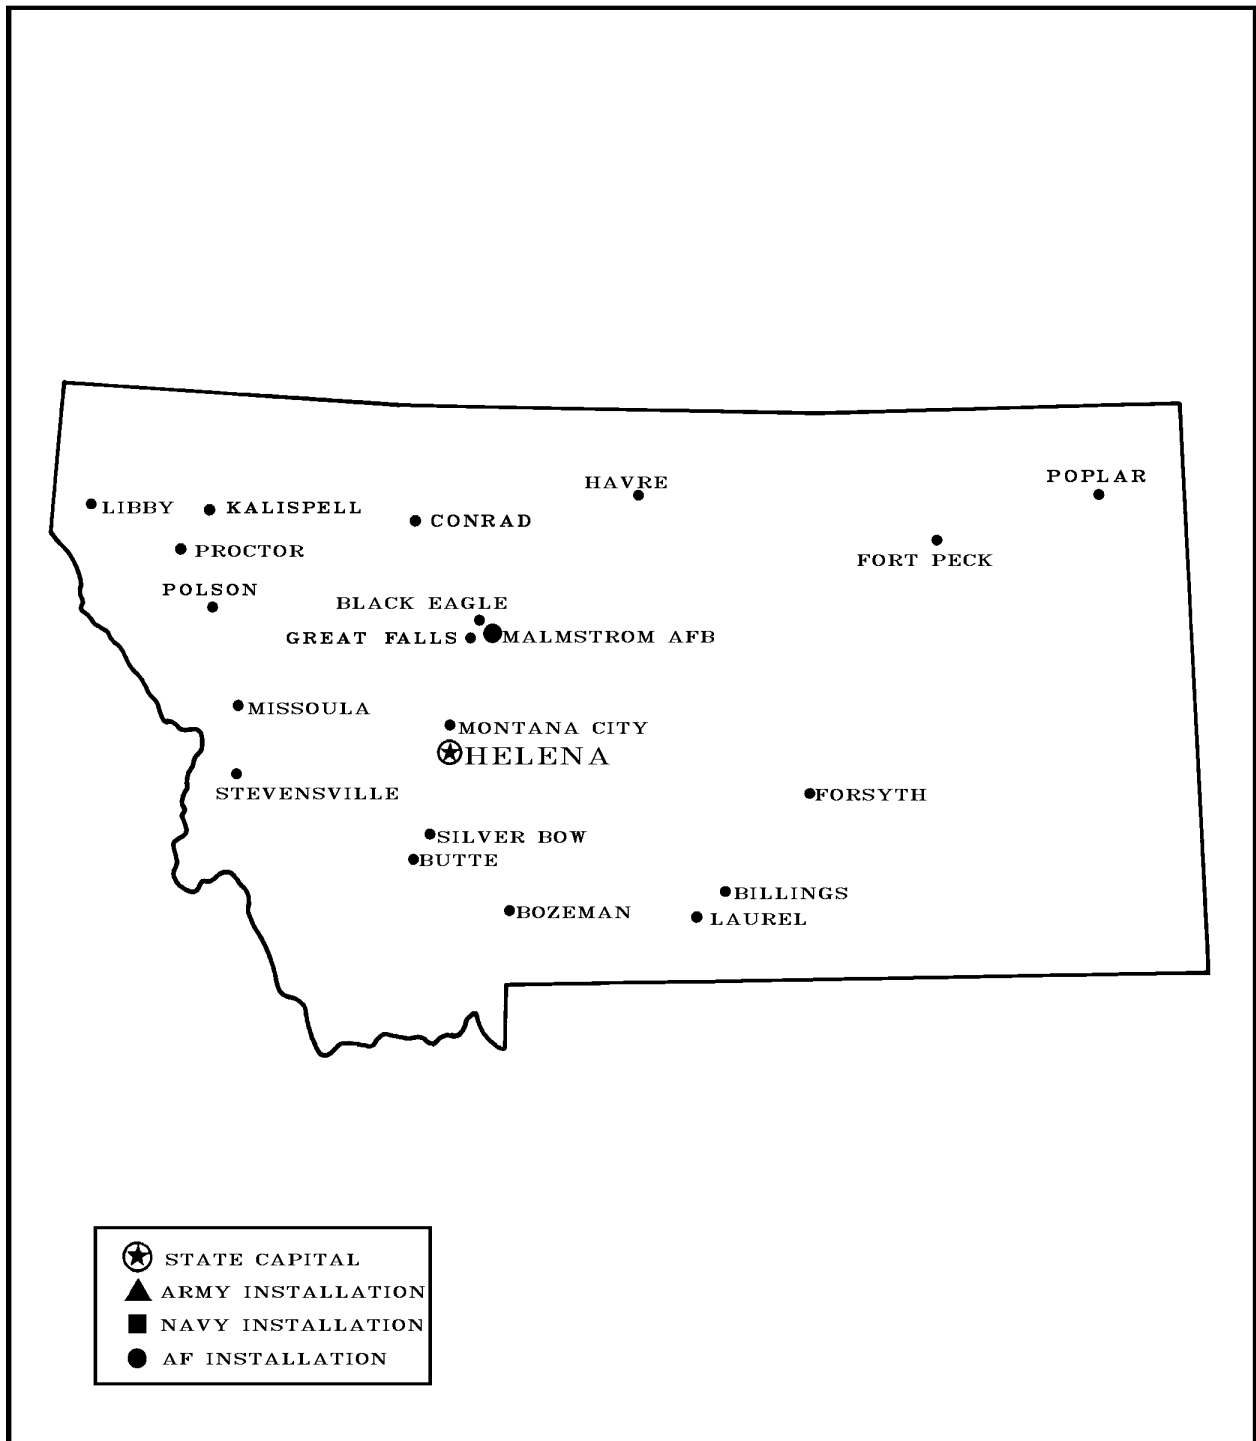 HAVRE
POPLAR
LIBBY
KALISPELL
CONRAD
PROCTOR
FORT PECK
POLSON
BLACK EAGLE
GREAT FALLS
MALMSTROM AFB
MISSOULA
MONTANA CITY
HELENA
STEVENSVILLE
FORSYTH
SILVER BOW
BUTTE
BILLINGS
BOZEMAN
LAUREL
STATE CAPITAL
ARMY INSTALLATION
NAVY INSTALLATION
AF INSTALLATION